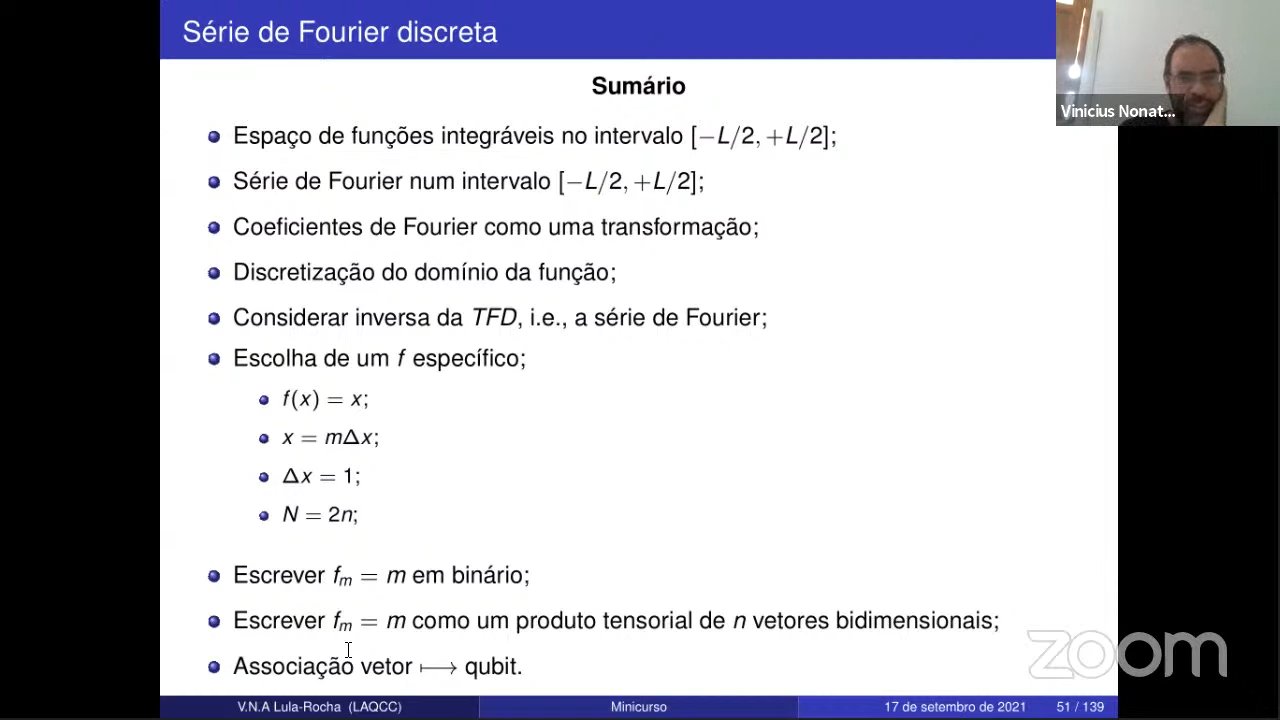 Série de Fourier discreta
Sumário
Espaço de funções integráveis no intervalo [−L/2, +L/2];
Série de Fourier num intervalo [−L/2, +L/2];
Coeficientes de Fourier como uma transformação;
Discretização do domínio da função;
Considerar inversa da TFD, i.e., a série de Fourier;
Escolha de um f específico;
f(x) = x;
x = mΔx;
Δx = 1;
N = 2n;
Escrever fₘ = m em binário;
Escrever fₘ = m como um produto tensorial de n vetores bidimensionais;
Associação vetor ⟼ qubit.
V.N.A Lula-Rocha (LAQCC) Minicurso 17 de setembro de 2021 51 / 139
Vinicius Nonat...
zoom